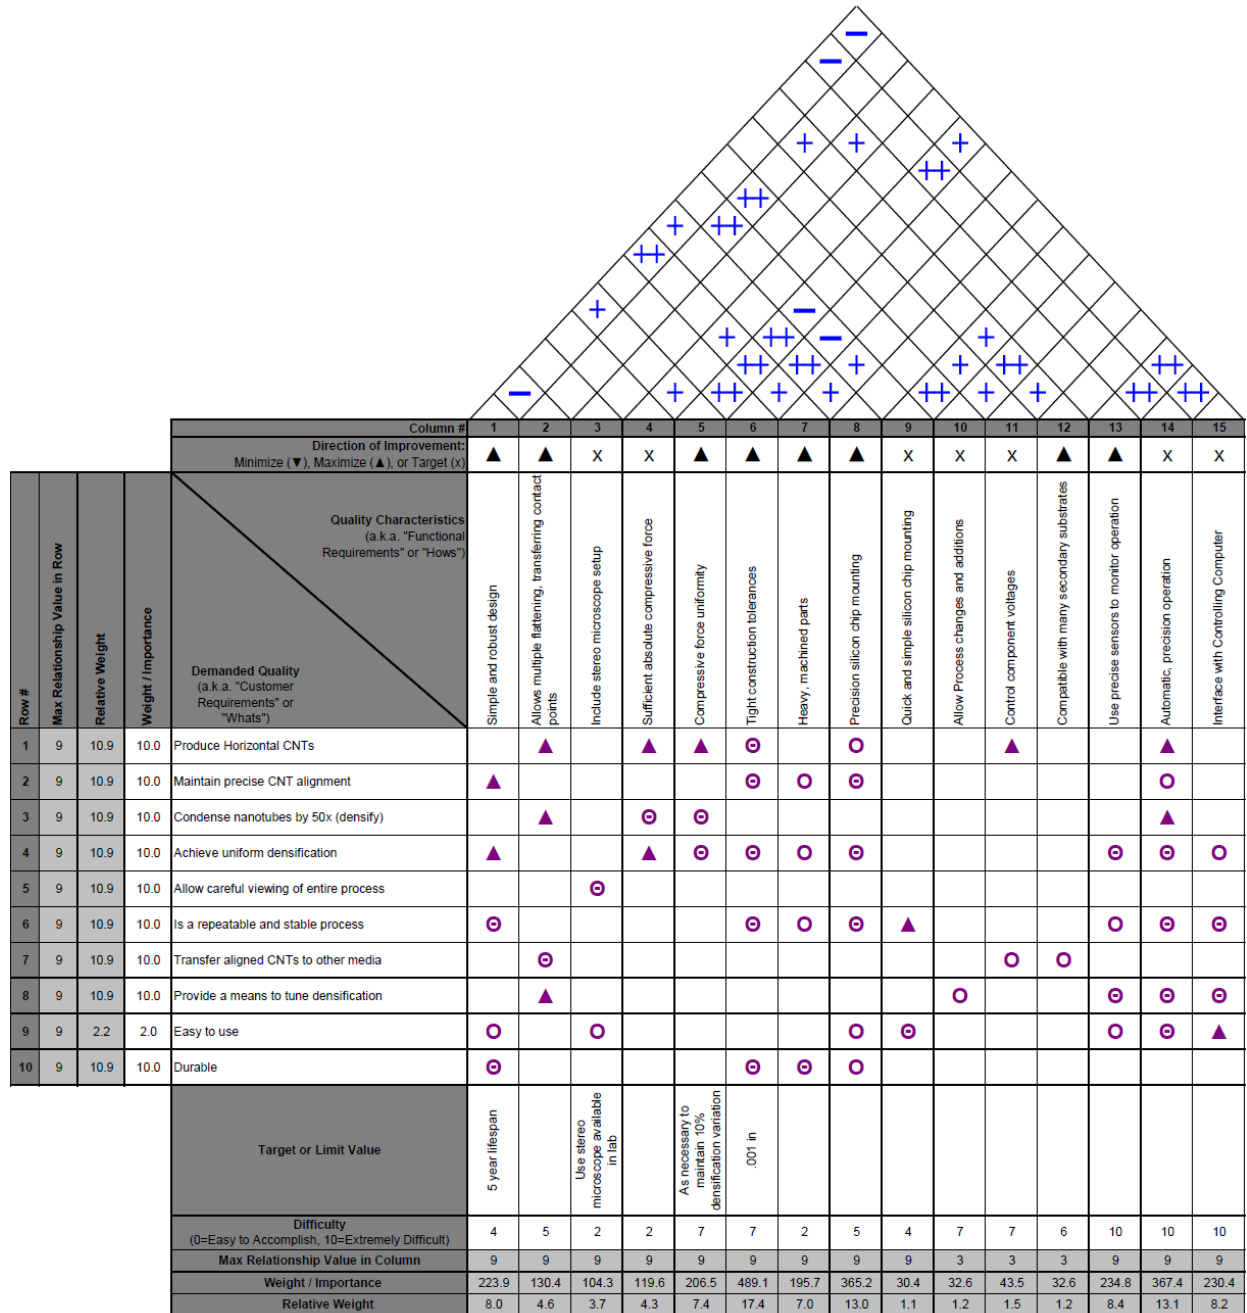 Column # 1 2 3 4 5 6 7 8 9 10 11 12 13 14 15
Direction of Improvement:
Minimize (▼), Maximize (▲), or Target (x) ▲ ▲ X X ▲ ▲ ▲ ▲ X X X ▲ ▲ X X
Row #
Max Relationship Value in Row
Relative Weight
Weight / Importance
Quality Characteristics
(a.k.a. "Functional
Requirements" or "Hows")
Demanded Quality
(a.k.a. "Customer
Requirements" or
"Whats")
Simple and robust design
Allows multiple flattening, transferring contact
points
Include stereo microscope setup
Sufficient absolute compressive force
Compressive force uniformity
Tight construction tolerances
Heavy, machined parts
Precision silicon chip mounting
Quick and simple silicon chip mounting
Allow Process changes and additions
Control component voltages
Compatible with many secondary substrates
Use precise sensors to monitor operation
Automatic, precision operation
Interface with Controlling Computer
1 9 10.9 10.0 Produce Horizontal CNTs ▲ ▲ ▲ Θ O ▲ ▲
2 9 10.9 10.0 Maintain precise CNT alignment ▲ Θ O Θ O
3 9 10.9 10.0 Condense nanotubes by 50x (densify) ▲ Θ Θ ▲
4 9 10.9 10.0 Achieve uniform densification ▲ ▲ Θ Θ O Θ Θ Θ O
5 9 10.9 10.0 Allow careful viewing of entire process Θ
6 9 10.9 10.0 Is a repeatable and stable process Θ Θ O Θ ▲ O Θ Θ
7 9 10.9 10.0 Transfer aligned CNTs to other media Θ O O
8 9 10.9 10.0 Provide a means to tune densification ▲ O Θ Θ Θ
9 9 2.2 2.0 Easy to use O O O Θ O Θ ▲
10 9 10.9 10.0 Durable Θ Θ Θ O
Target or Limit Value
5 year lifespan
Use stereo
microscope available
in lab
As necessary to
maintain 10%
densification variation
.001 in
Difficulty
(0=Easy to Accomplish, 10=Extremely Difficult) 4 5 2 2 7 7 2 5 4 7 7 6 10 10 10
Max Relationship Value in Column 9 9 9 9 9 9 9 9 9 3 3 3 9 9 9
Weight / Importance 223.9 130.4 104.3 119.6 206.5 489.1 195.7 365.2 30.4 32.6 43.5 32.6 234.8 367.4 230.4
Relative Weight 8.0 4.6 3.7 4.3 7.4 17.4 7.0 13.0 1.1 1.2 1.5 1.2 8.4 13.1 8.2